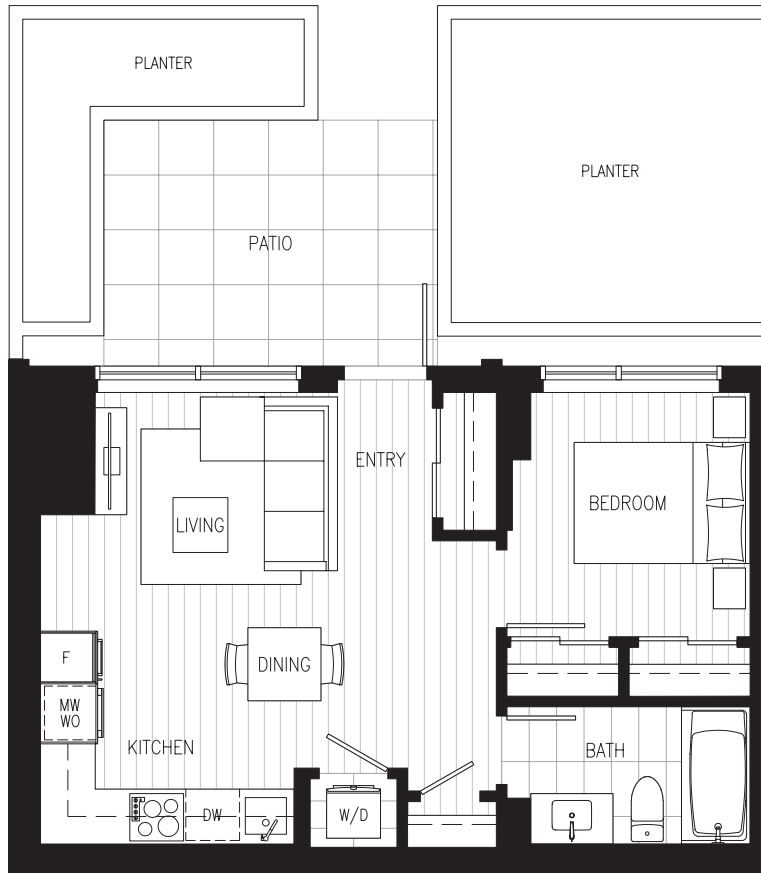 PLANTER
PLANTER
PATIO
ENTRY
BEDROOM
LIVING
F
DINING
MW
WO
KITCHEN
BATH
DW
W/D